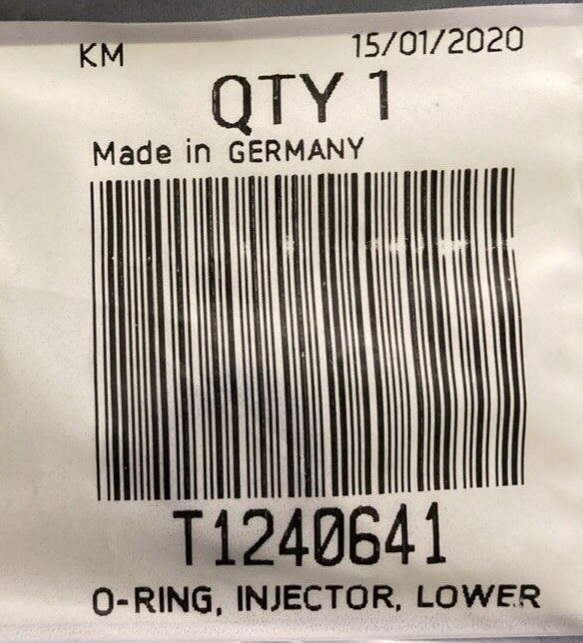 KM 15/01/2020
QTY 1
Made in GERMANY
T1240641
O-RING, INJECTOR, LOWER